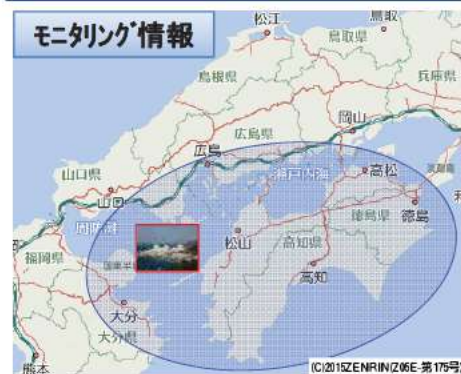 モニタリング情報
松江
鳥取
鳥取県
島根県
兵庫県
岡山
広島県
広島
山口県
瀬戸内海
高松
山口
徳島県
徳島
周防灘
松山
高知県
福岡県
国東半
高知
大分
大分県
熊本
(C)2015ZENRIN(Z05E-第175号)